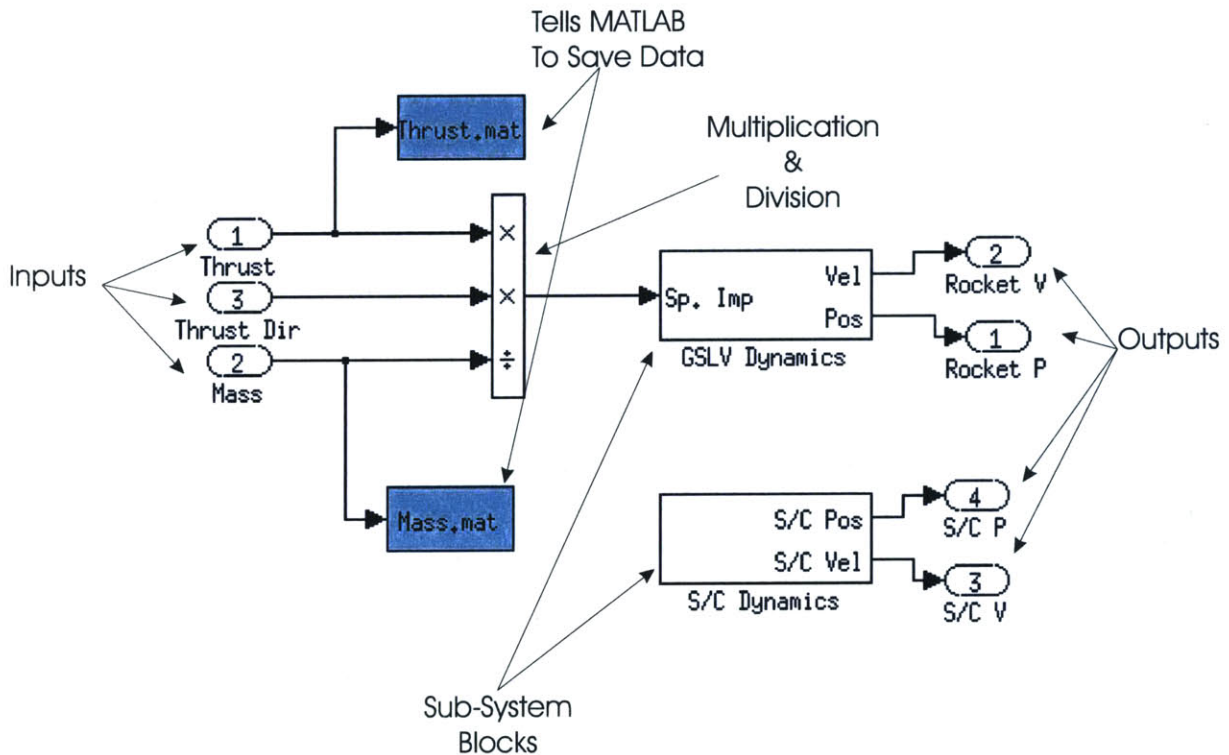 Tells MATLAB
To Save Data
Thrust.mat
Multiplication
&
Division
Inputs
1
Thrust
3
Thrust Dir
2
Mass
×
×
÷
Sp. Imp
Vel
Pos
GSLV Dynamics
2
Rocket V
1
Rocket P
Outputs
Mass.mat
S/C Pos
S/C Vel
S/C Dynamics
4
S/C P
3
S/C V
Sub-System
Blocks